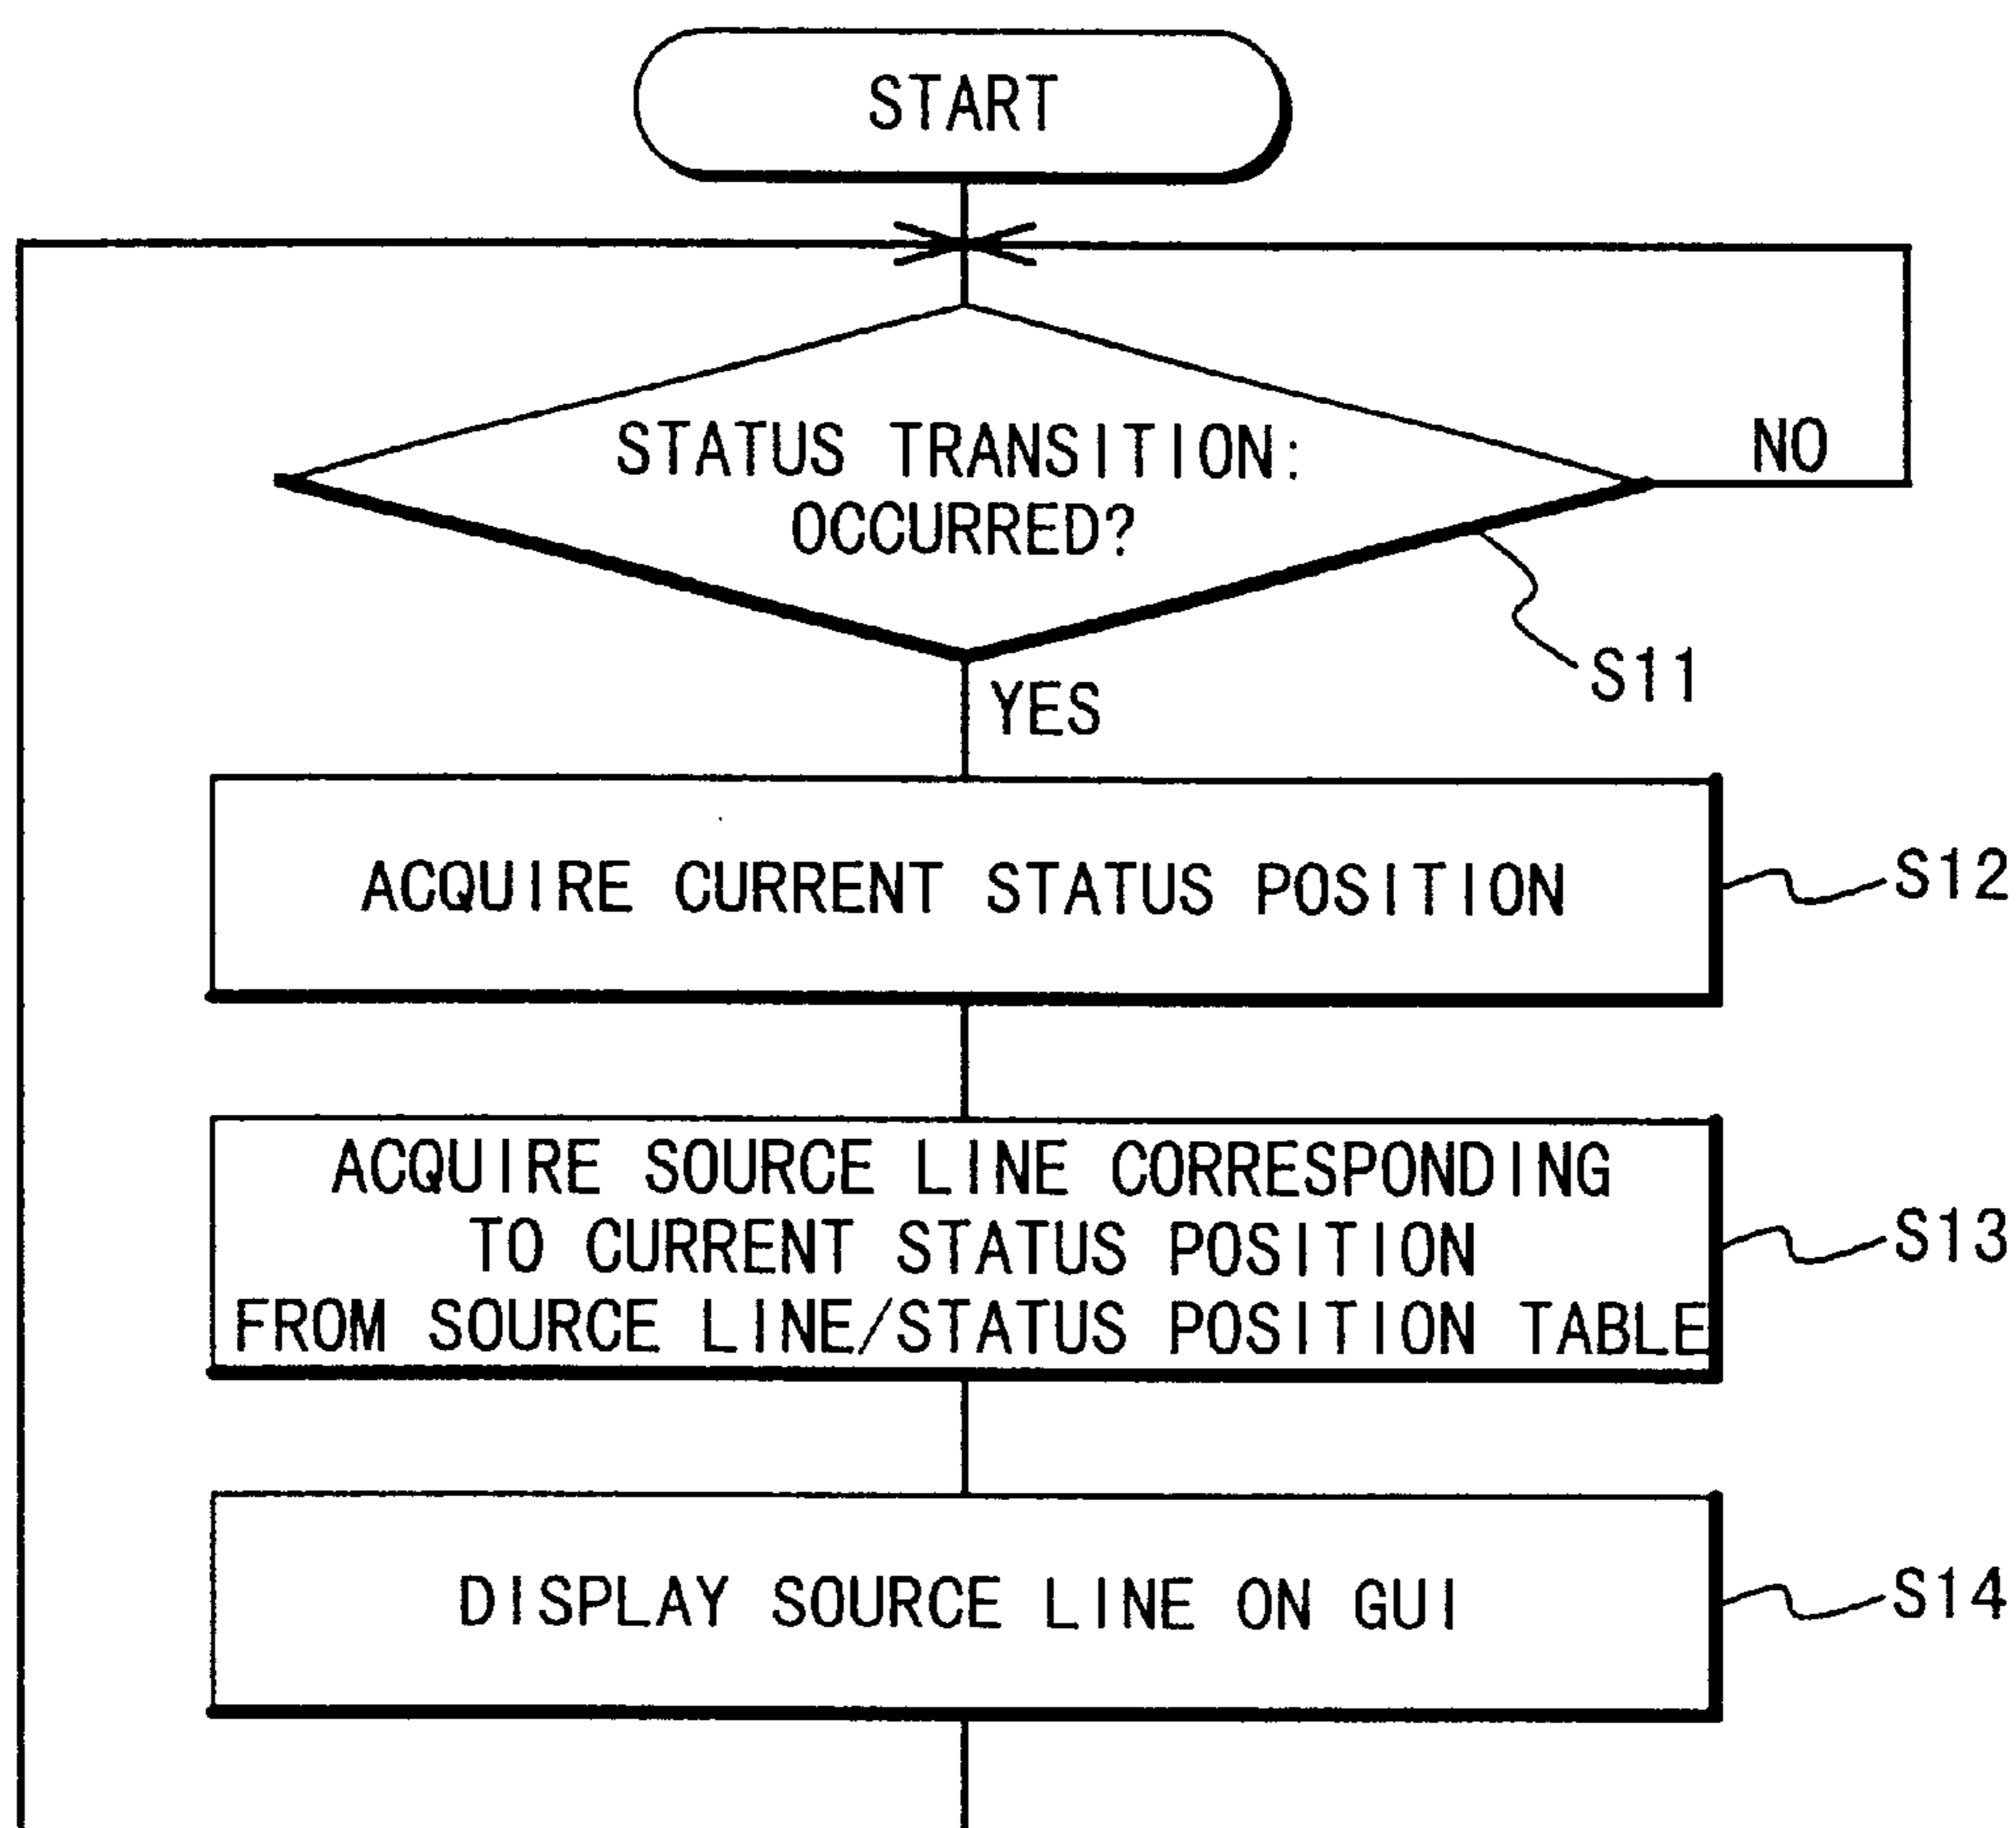 START
NO
STATUS TRANSITION:
OCCURRED?
S11
YES
ACQUIRE CURRENT STATUS POSITION
S12
ACQUIRE SOURCE LINE CORRESPONDING
TO CURRENT STATUS POSITION
FROM SOURCE LINE/STATUS POSITION TABLE
S13
DISPLAY SOURCE LINE ON GUI
S14